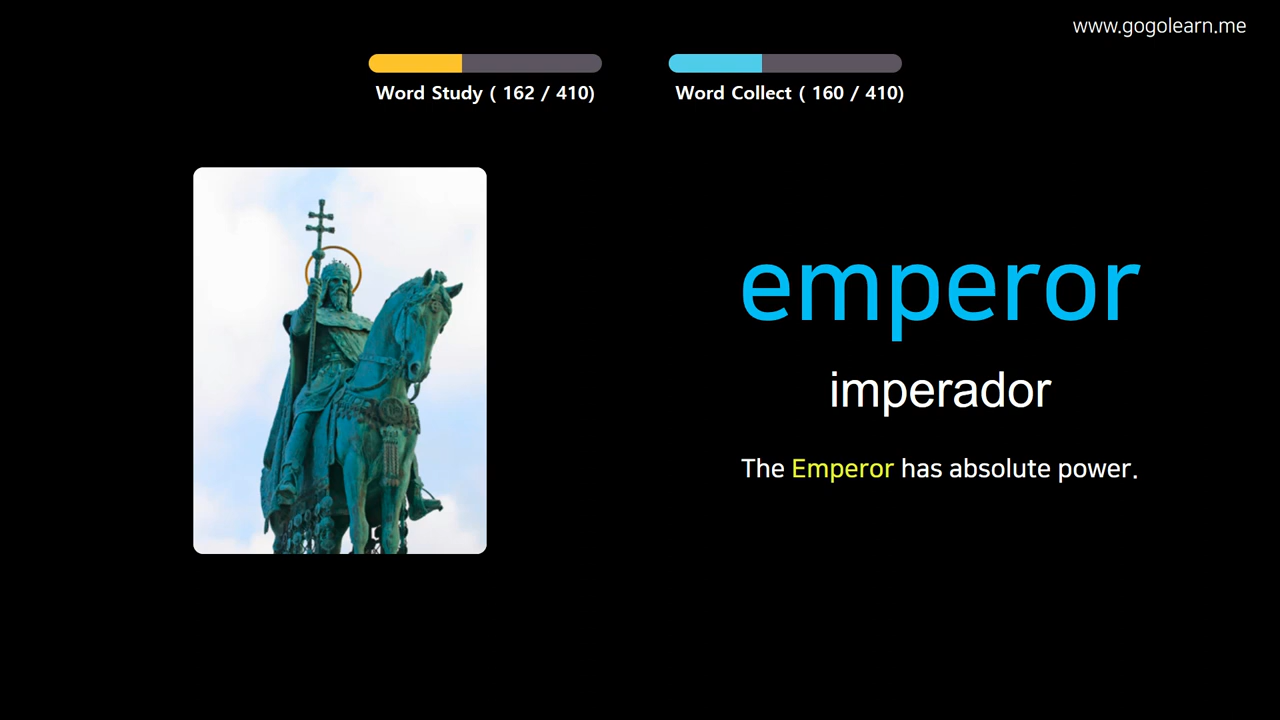 www.gogolearn.me
Word Study ( 162 / 410)
Word Collect ( 160 / 410)
emperor
imperador
The Emperor has absolute power.